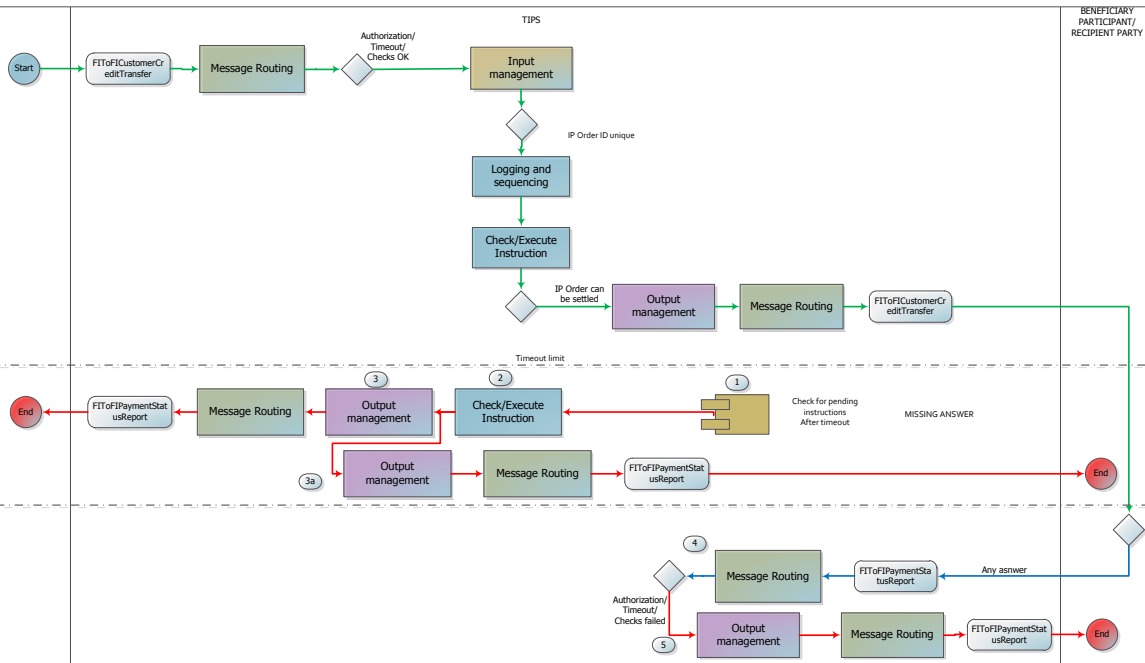 TIPS
BENEFICIARY
PARTICIPANT/
RECIPIENT PARTY
Start
FIToFICustomerCr
editTransfer
Message Routing
Authorization/
Timeout/
Checks OK
Input
management
IP Order ID unique
Logging and
sequencing
Check/Execute
Instruction
IP Order can
be settled
Output
management
Message Routing
FIToFICustomerCr
editTransfer
Timeout limit
End
FIToFIPaymentStat
usReport
Message Routing
3
Output
management
2
Check/Execute
Instruction
1
Check for pending
instructions
After timeout
MISSING ANSWER
3a
Output
management
Message Routing
FIToFIPaymentStat
usReport
End
4
Message Routing
FIToFIPaymentSta
tusReport
Any asnwer
Authorization/
Timeout/
Checks failed
5
Output
management
Message Routing
FIToFIPaymentStat
usReport
End